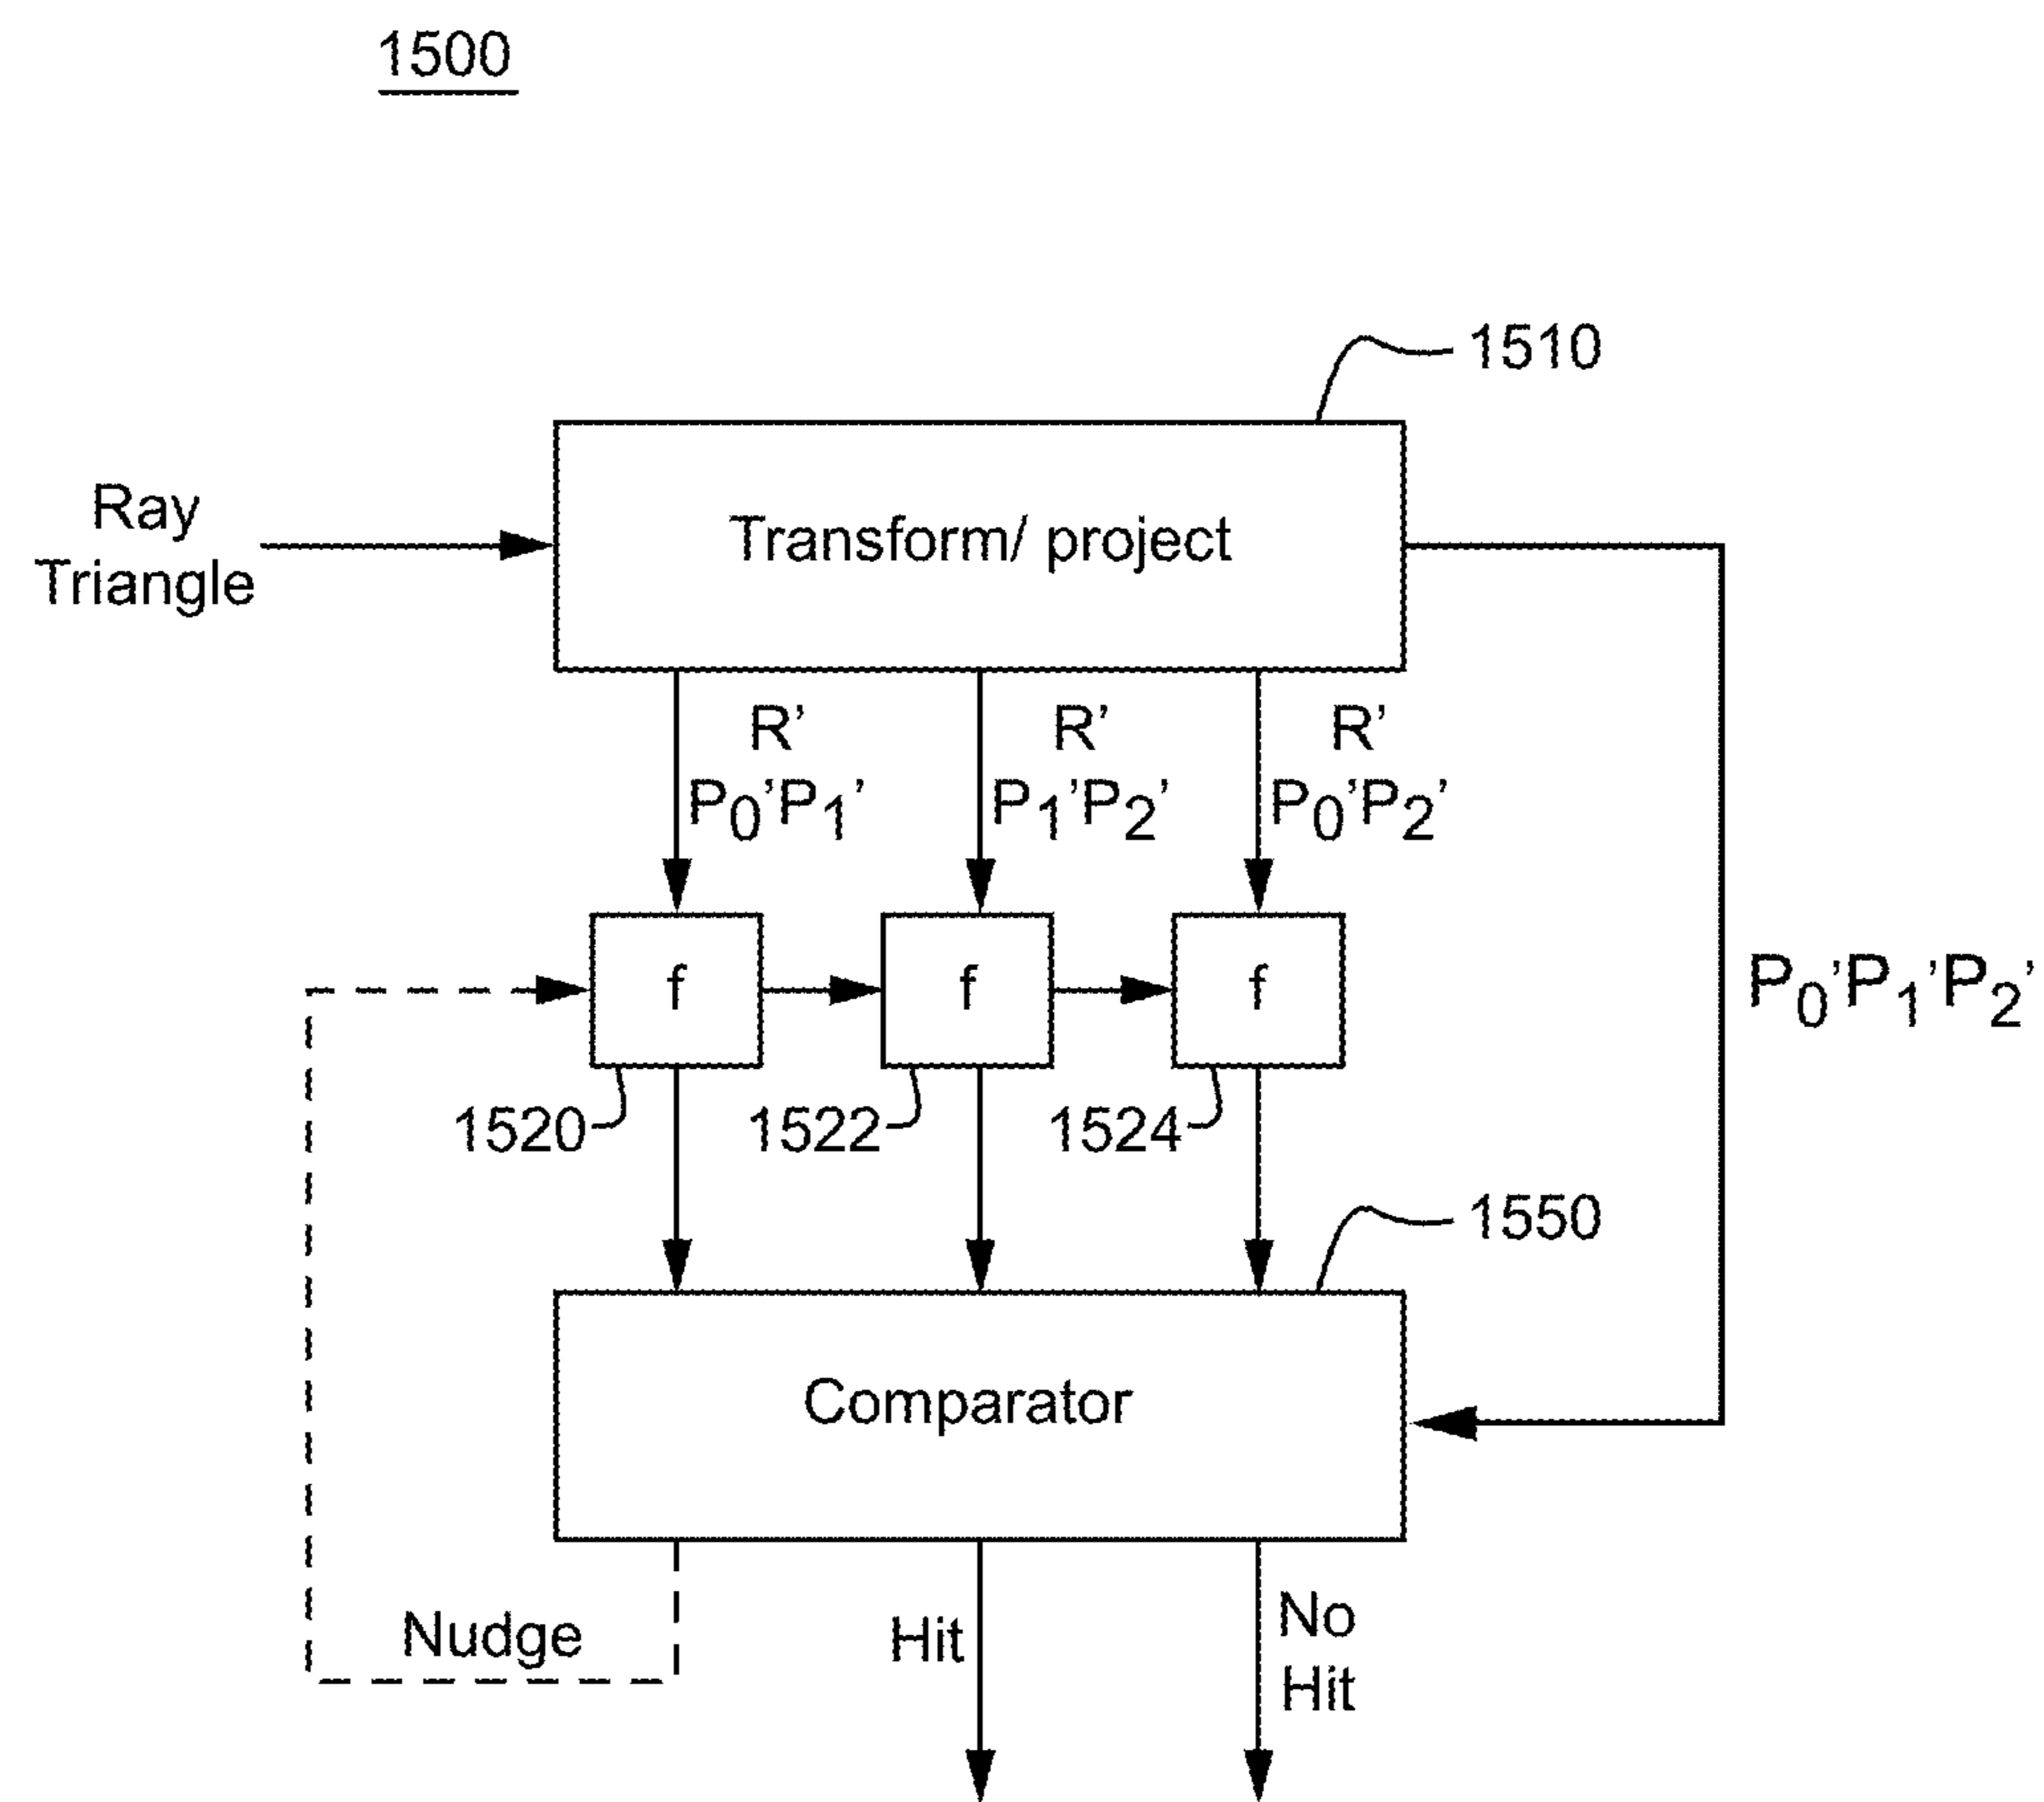 1500
1510
Ray
Triangle
Transform/ project
R’ R’ R’
P0’P1’ P1’P2’ P0’P2’
f f f
P0’P1’P2’
1520 1522 1524
1550
Comparator
Nudge
Hit
No
Hit